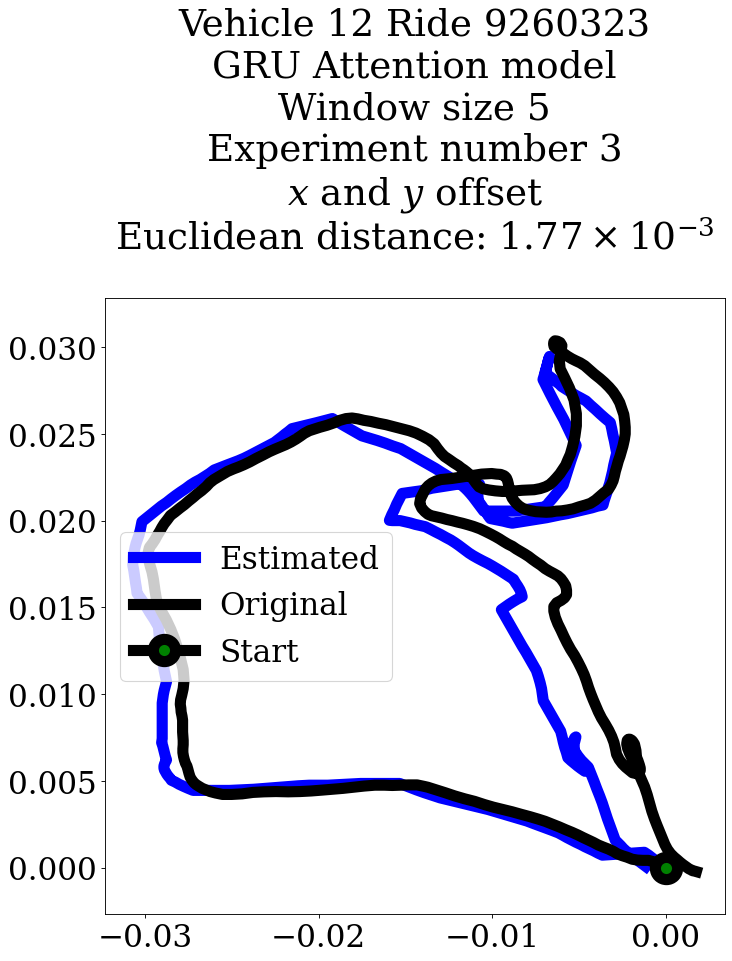 Vehicle 12 Ride 9260323
GRU Attention model
Window size 5
Experiment number 3
x and y offset
Euclidean distance: 1.77 × 10⁻³
0.030
0.025
0.020
0.015
0.010
0.005
0.000
Estimated
Original
Start
−0.03 −0.02 −0.01 0.00